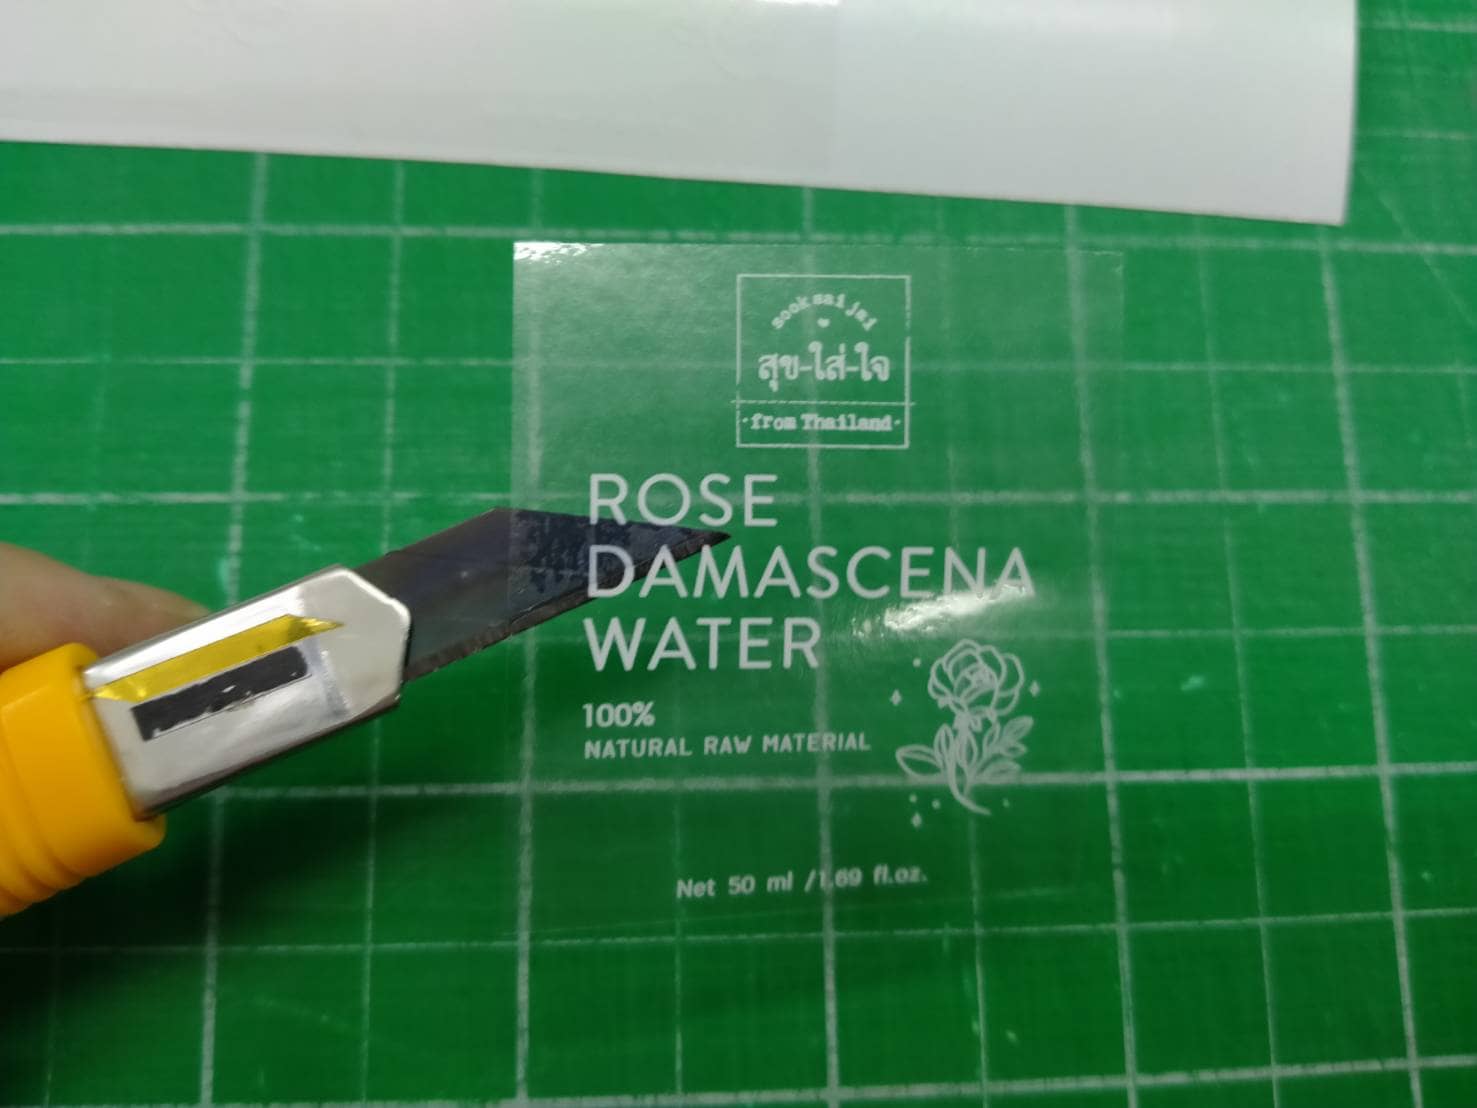 sooksaijai
สุข-ใส่-ใจ
·from Thailand·
ROSE
DAMASCENA
WATER
100%
NATURAL RAW MATERIAL
Net 50 ml /1.69 fl.oz.